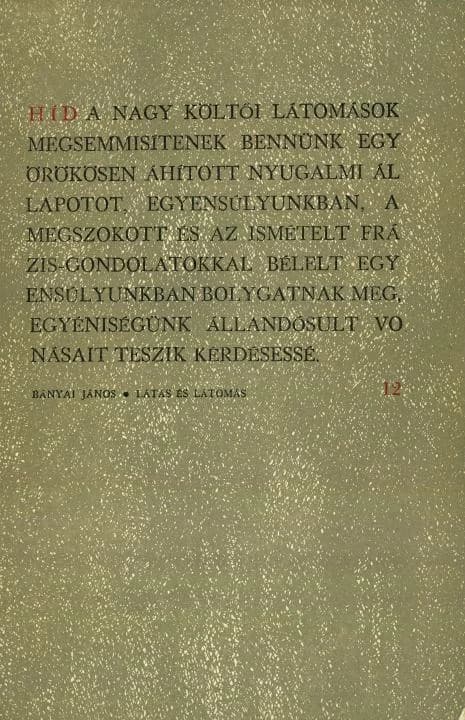 HÍD A NAGY KÖLTŐI LÁTOMÁSOK
MEGSEMMISÍTENEK BENNÜNK EGY
ÖRÖKÖSEN ÁHÍTOTT NYUGALMI ÁL
LAPOTOT, EGYENSÚLYUNKBAN, A
MEGSZOKOTT ÉS AZ ISMÉTELT FRÁ
ZIS-GONDOLATOKKAL BÉLELT EGY
ENSÚLYUNKBAN BOLYGATNAK MEG,
EGYÉNISÉGÜNK ÁLLANDÓSULT VO
NÁSAIT TESZIK KÉRDÉSESSÉ.
BÁNYAI JÁNOS • LÁTÁS ÉS LÁTOMÁS 12